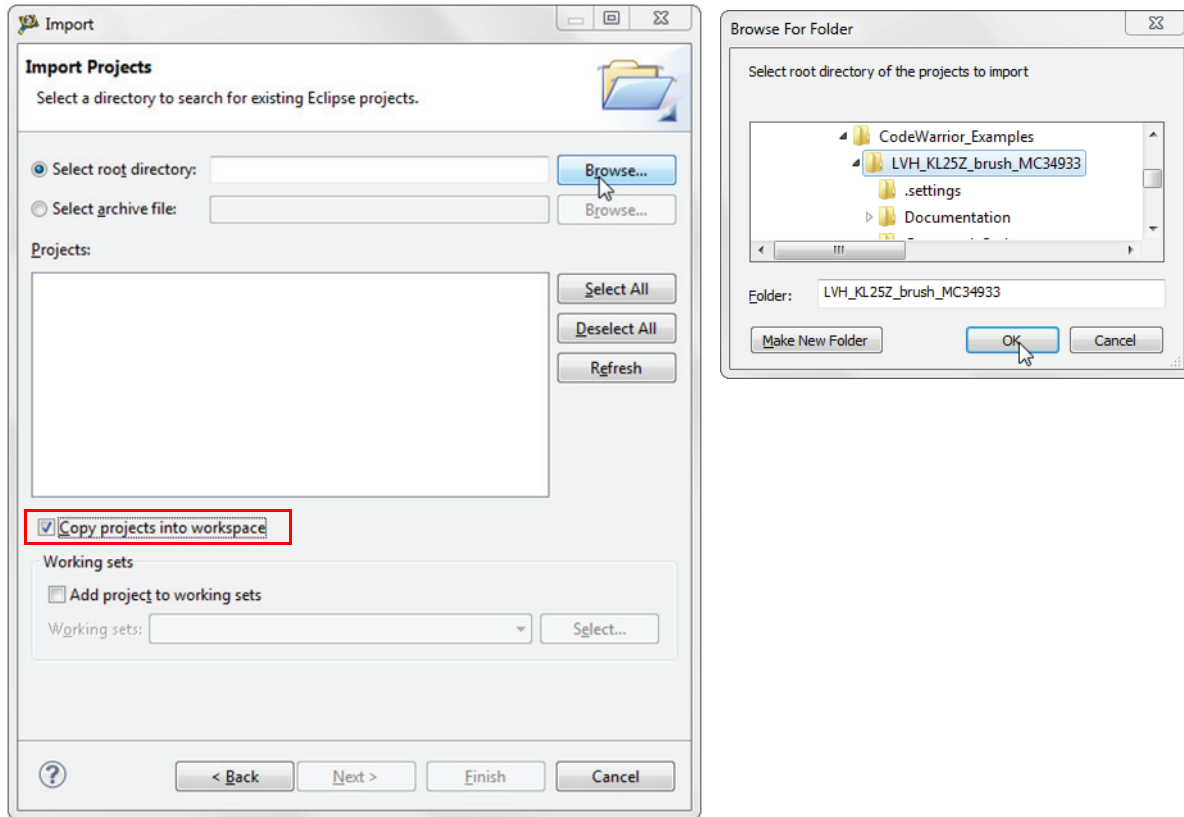 Import
Import Projects
Select a directory to search for existing Eclipse projects.
Select root directory:
Browse...
Select archive file:
Browse...
Projects:
Select All
Deselect All
Refresh
Copy projects into workspace
Working sets
Add project to working sets
Working sets:
Select...
?
< Back
Next >
Finish
Cancel
Browse For Folder
Select root directory of the projects to import
CodeWarrior_Examples
LVH_KL25Z_brush_MC34933
.settings
Documentation
Folder:
LVH_KL25Z_brush_MC34933
Make New Folder
OK
Cancel